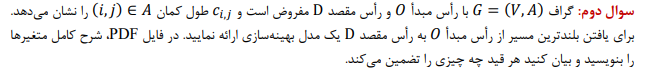 سوال دوم: گراف G = (V, A) با رأس مبدأ O و رأس مقصد D مفروض است و c_{i,j} طول کمان (i, j) ∈ A را نشان می‌دهد.
برای یافتن بلندترین مسیر از رأس مبدأ O به رأس مقصد D یک مدل بهینه‌سازی ارائه نمایید. در فایل PDF، شرح کامل متغیرها
را بنویسید و بیان کنید هر قید چه چیزی را تضمین می‌کند.